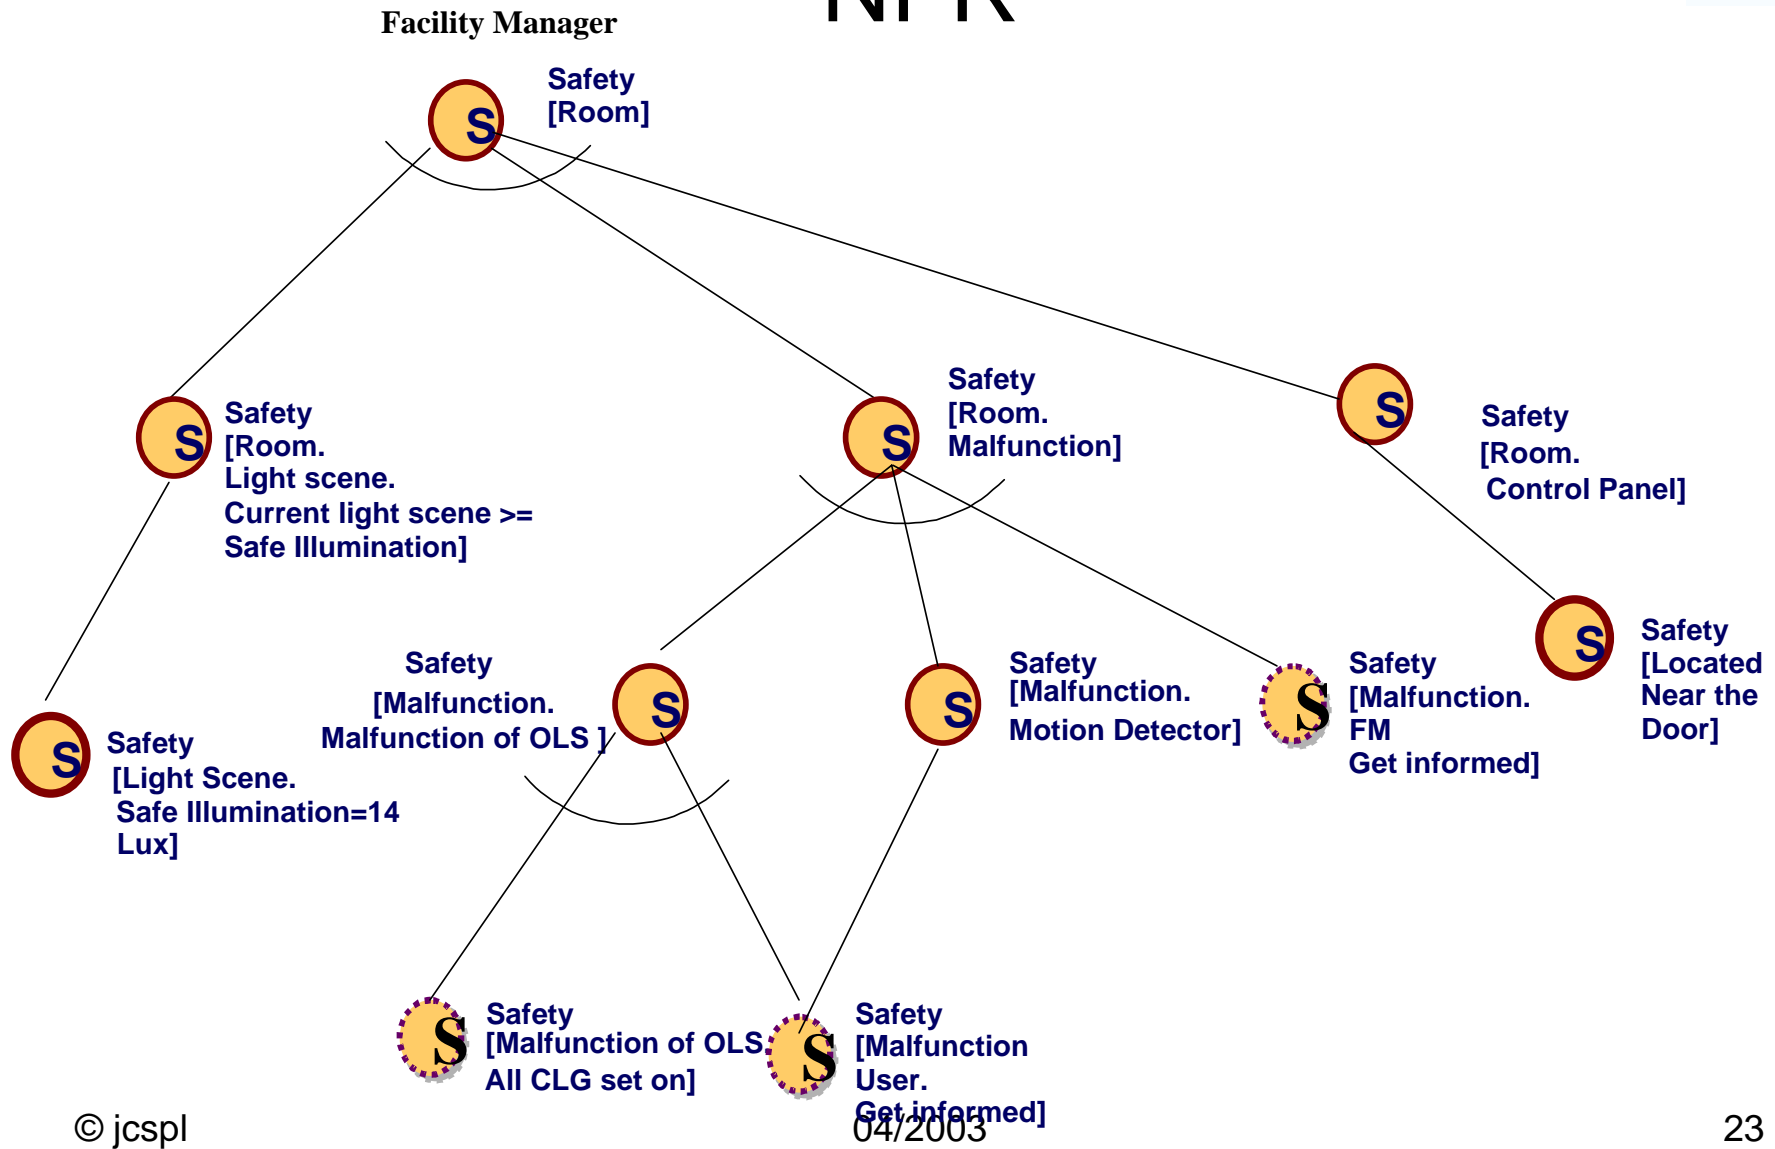 Facility Manager
Safety
[Room]
S
Safety
[Room.
Light scene.
Current light scene >=
Safe Illumination]
S
Safety
[Room.
Malfunction]
S
Safety
[Room.
Control Panel]
S
Safety
[Light Scene.
Safe Illumination=14
Lux]
S
Safety
[Malfunction.
Malfunction of OLS ]
S
Safety
[Malfunction.
Motion Detector]
S
Safety
[Malfunction.
FM
Get informed]
S
Safety
[Located
Near the
Door]
S
Safety
[Malfunction of OLS.
All CLG set on]
S
Safety
[Malfunction
User.
Get informed]
S
© jcspl
04/2003
23